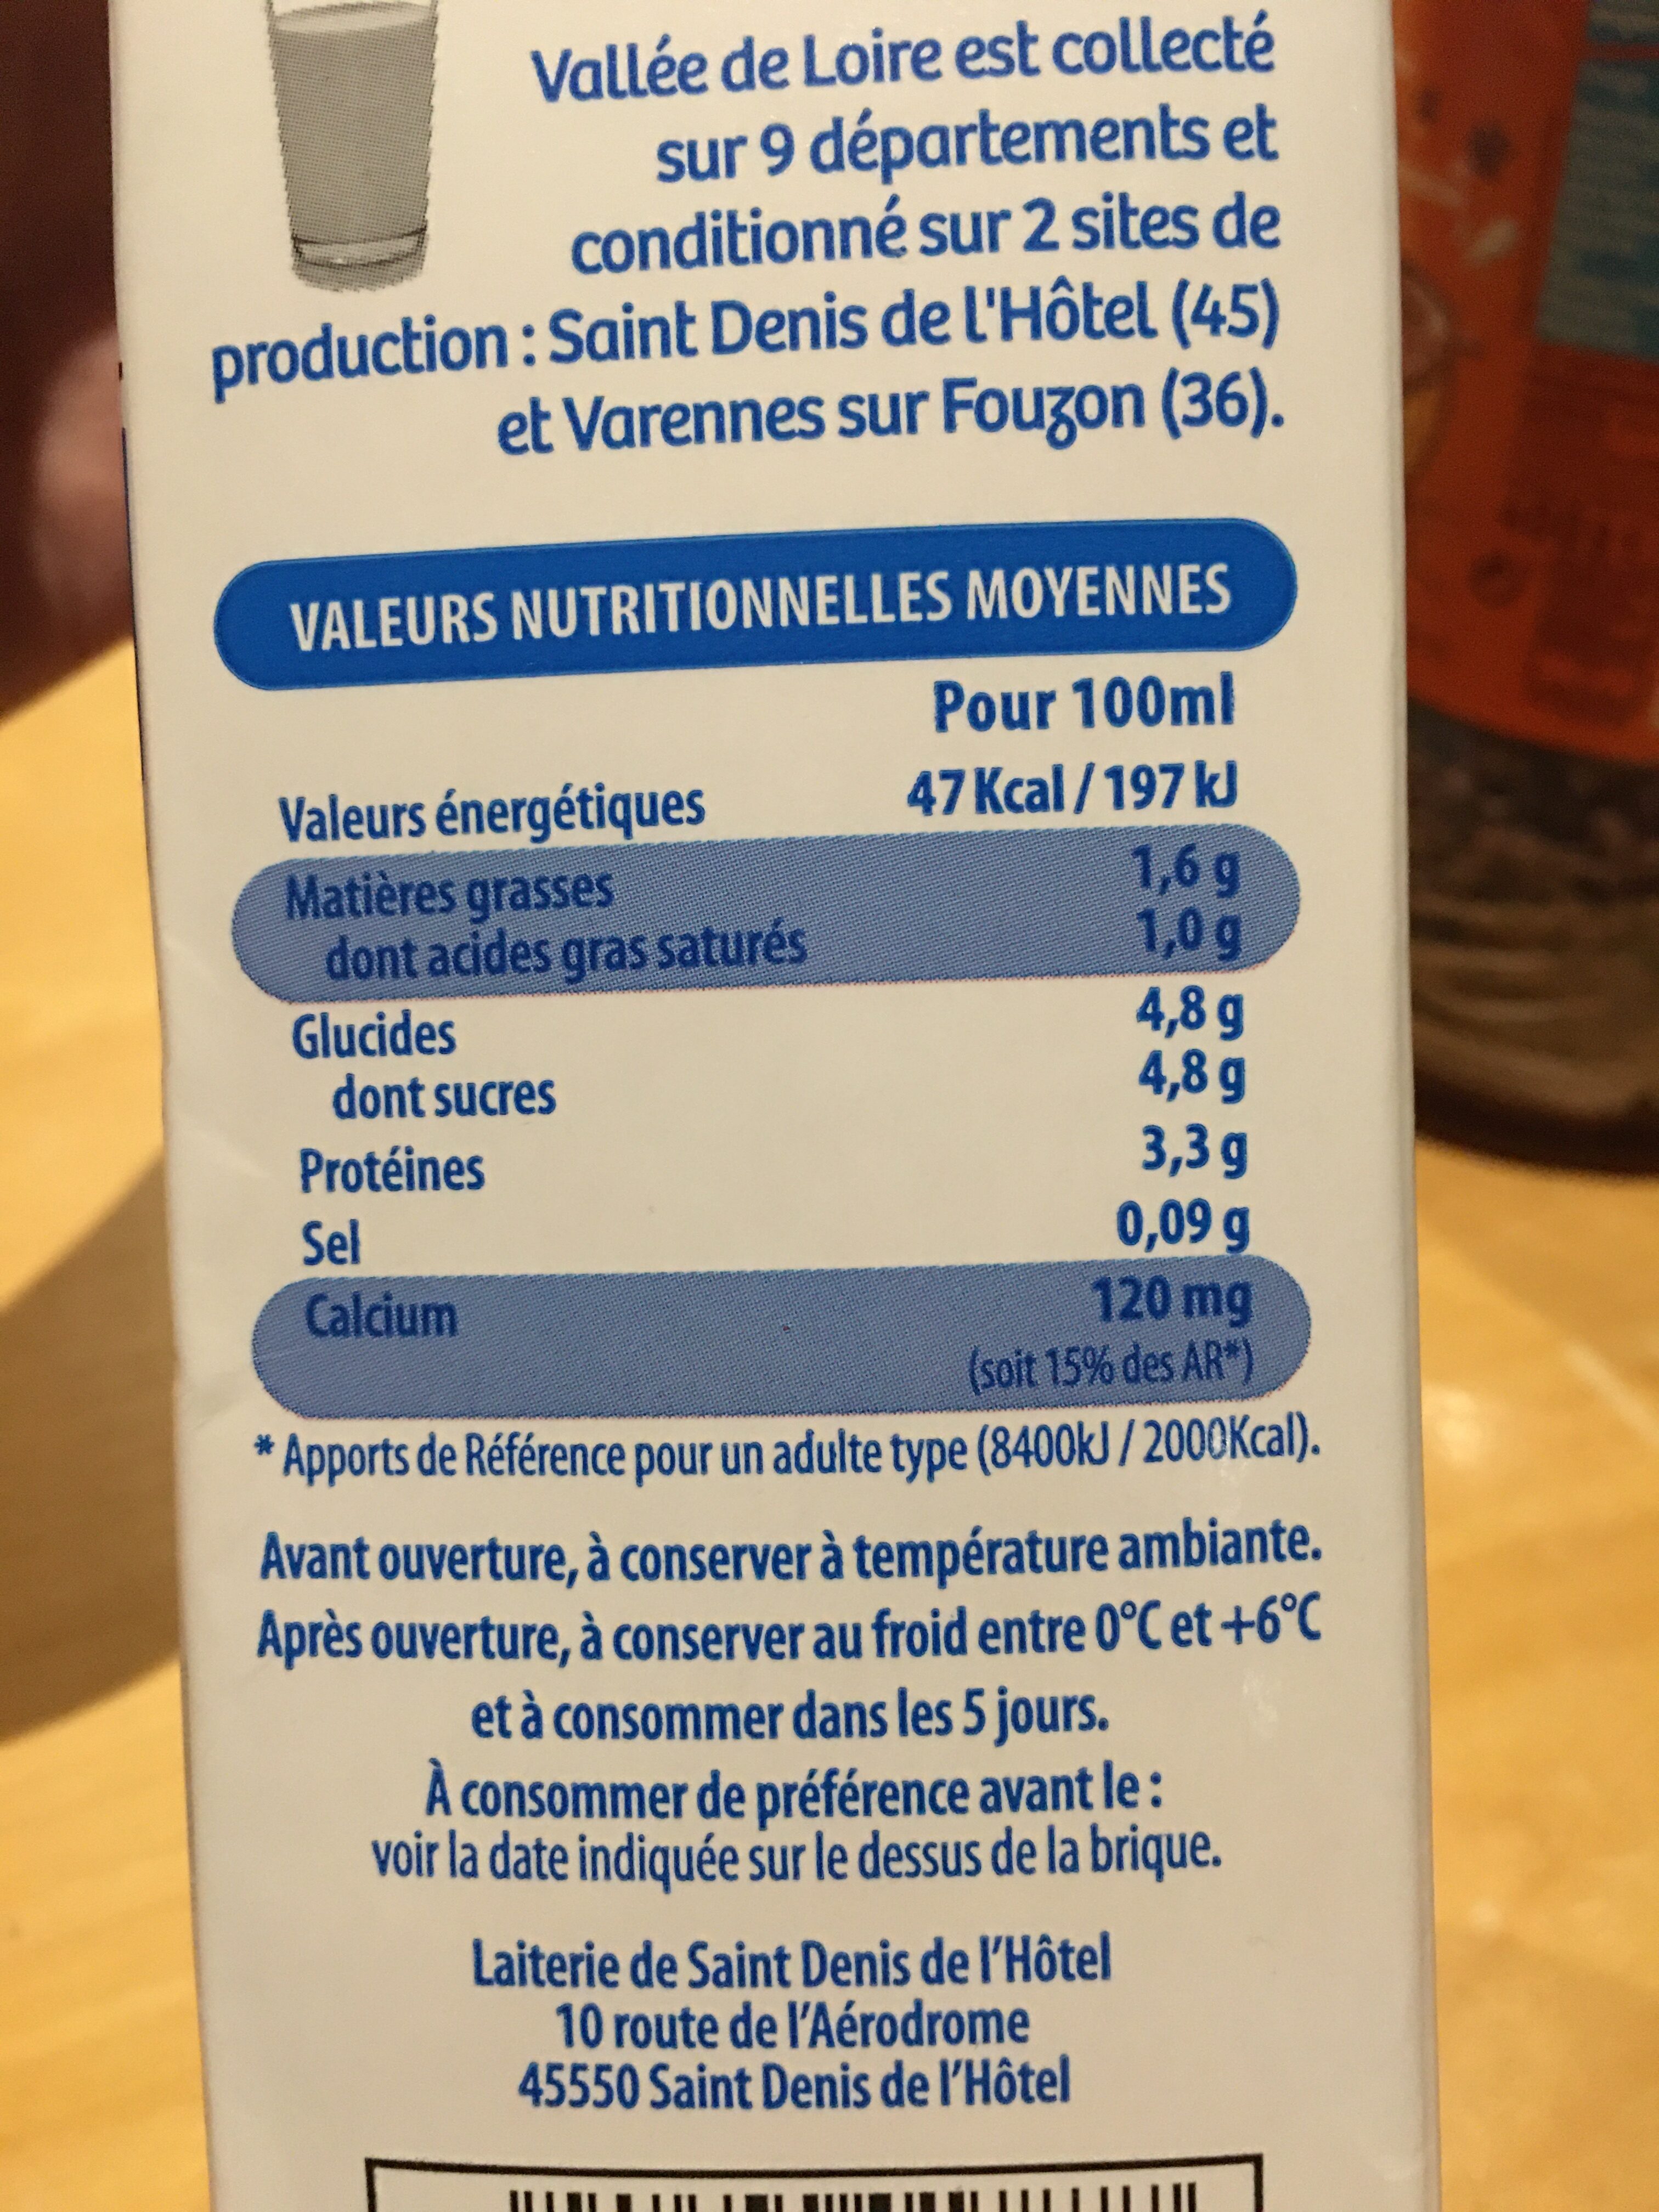 Vallée de Loire est collecté
sur 9 départements et
conditionné sur 2 sites de
production : Saint Denis de l'Hôtel (45)
et Varennes sur Fouzon (36).
VALEURS NUTRITIONNELLES MOYENNES
Pour 100ml
Valeurs énergétiques 47 Kcal / 197 kJ
Matières grasses 1,6 g
dont acides gras saturés 1,0 g
Glucides 4,8 g
dont sucres 4,8 g
Protéines 3,3 g
Sel 0,09 g
Calcium 120 mg
(soit 15% des AR*)
* Apports de Référence pour un adulte type (8400kJ / 2000Kcal).
Avant ouverture, à conserver à température ambiante.
Après ouverture, à conserver au froid entre 0°C et +6°C
et à consommer dans les 5 jours.
À consommer de préférence avant le :
voir la date indiquée sur le dessus de la brique.
Laiterie de Saint Denis de l'Hôtel
10 route de l'Aérodrome
45550 Saint Denis de l'Hôtel